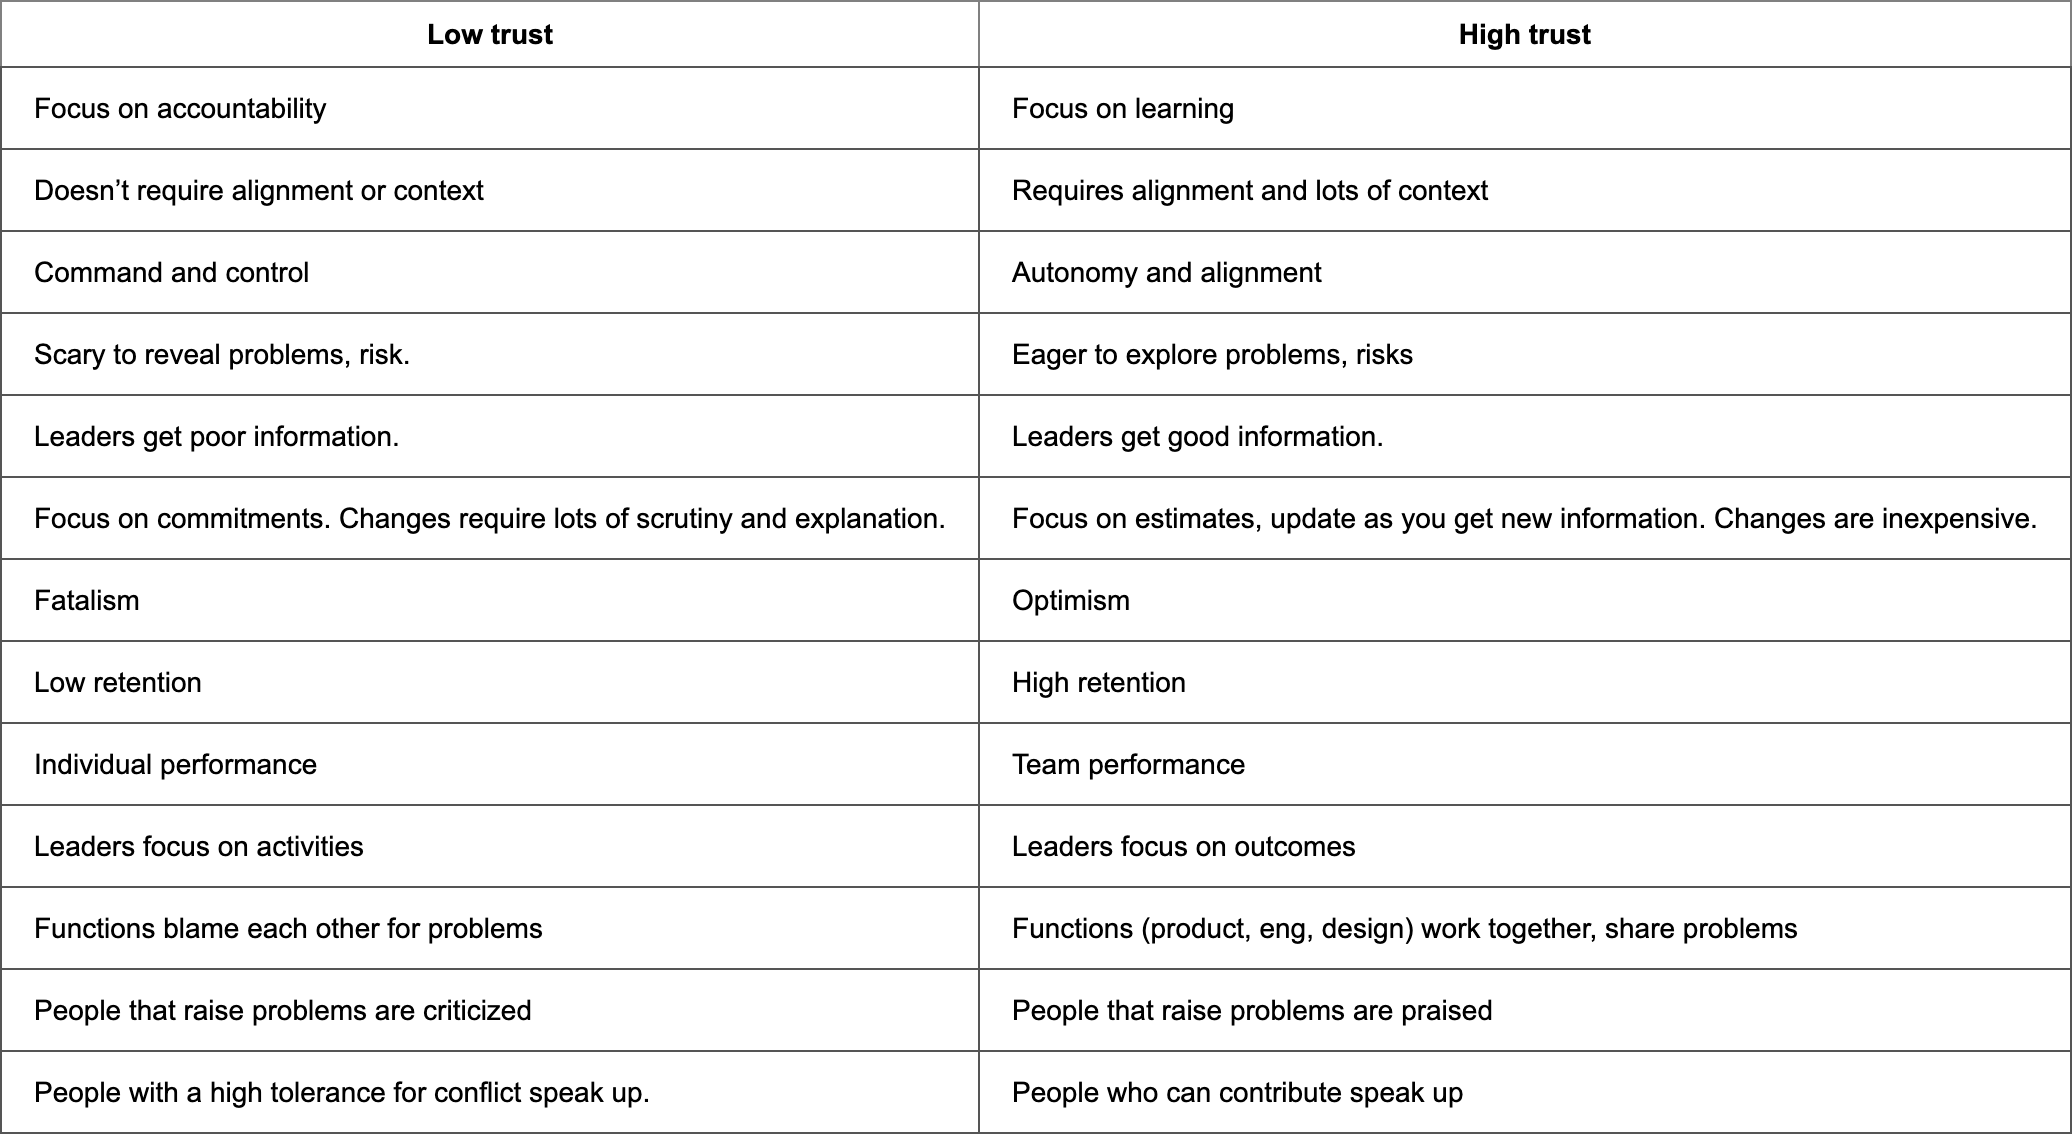 Low trust
High trust
Focus on accountability
Focus on learning
Doesn’t require alignment or context
Requires alignment and lots of context
Command and control
Autonomy and alignment
Scary to reveal problems, risk.
Eager to explore problems, risks
Leaders get poor information.
Leaders get good information.
Focus on commitments. Changes require lots of scrutiny and explanation.
Focus on estimates, update as you get new information. Changes are inexpensive.
Fatalism
Optimism
Low retention
High retention
Individual performance
Team performance
Leaders focus on activities
Leaders focus on outcomes
Functions blame each other for problems
Functions (product, eng, design) work together, share problems
People that raise problems are criticized
People that raise problems are praised
People with a high tolerance for conflict speak up.
People who can contribute speak up